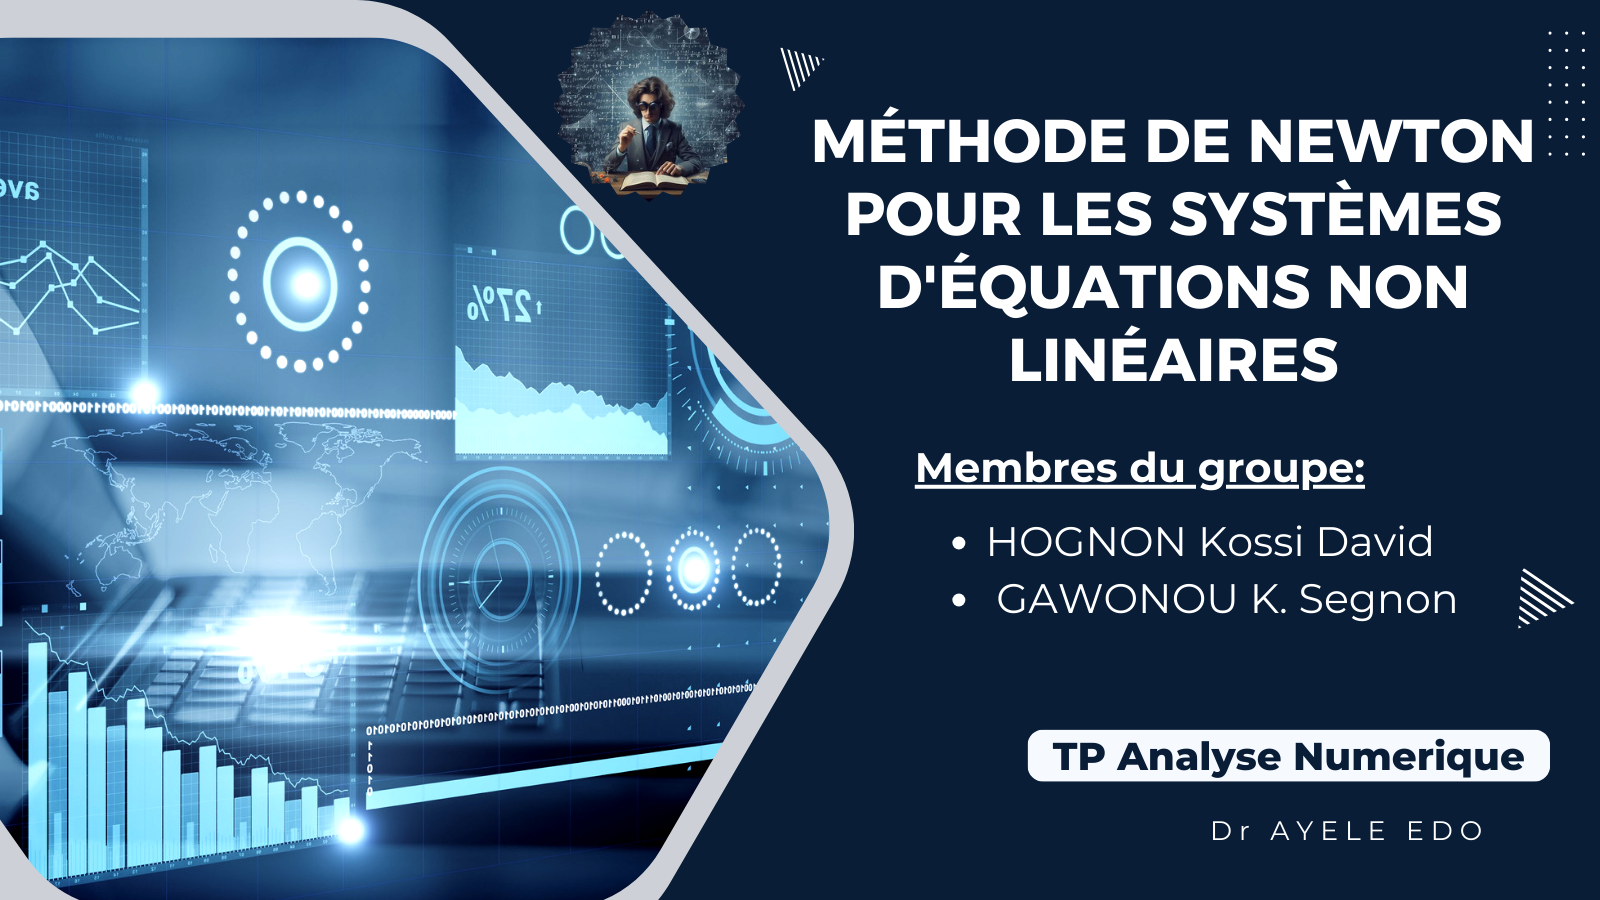 MÉTHODE DE NEWTON
POUR LES SYSTÈMES
D'ÉQUATIONS NON
LINÉAIRES
Membres du groupe:
• HOGNON Kossi David
• GAWONOU K. Segnon
TP Analyse Numerique
Dr AYELE EDO
27%